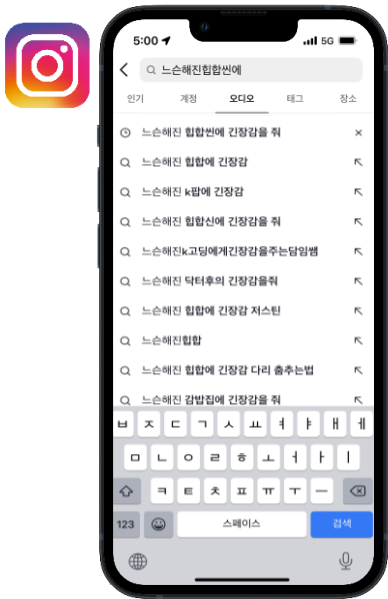 5:00
5G
느슨해진힙합씬에
인기 계정 오디오 태그 장소
느슨해진 힙합씬에 긴장감을 줘
느슨해진 힙합에 긴장감
느슨해진 k팝에 긴장감
느슨해진 힙합신에 긴장감을 줘
느슨해진k고딩에게긴장감을주는담임쌤
느슨해진 닥터후의 긴장감을줘
느슨해진 힙합에 긴장감 저스틴
느슨해진힙합
느슨해진 힙합에 긴장감 다리 춤추는법
느슨해진 감밥집에 긴장감을 줘
ㅂ ㅈ ㄷ ㄱ ㅅ ㅛ ㅕ ㅑ ㅐ ㅔ
ㅁ ㄴ ㅇ ㄹ ㅎ ㅗ ㅓ ㅏ ㅣ
ㅋ ㅌ ㅊ ㅍ ㅠ ㅜ ㅡ
123 스페이스 검색